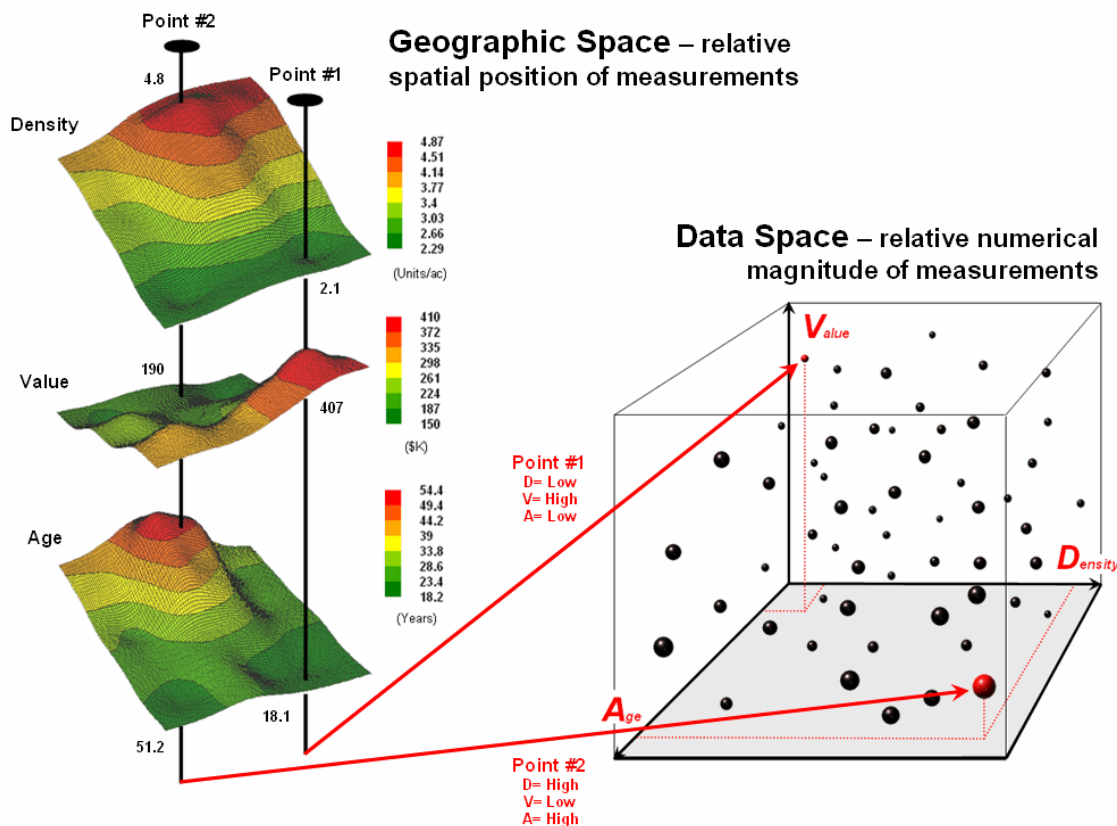 Point #2
Geographic Space – relative
spatial position of measurements
4.8
Point #1
Density
4.87
4.51
4.14
3.77
3.4
3.03
2.66
2.29
(Units/ac)
2.1
Data Space – relative numerical
magnitude of measurements
Value
190
407
410
372
335
298
261
224
187
150
($K)
Value
Point #1
D= Low
V= High
A= Low
Age
54.4
49.4
44.2
39
33.8
28.6
23.4
18.2
(Years)
Density
Age
18.1
51.2
Point #2
D= High
V= Low
A= High